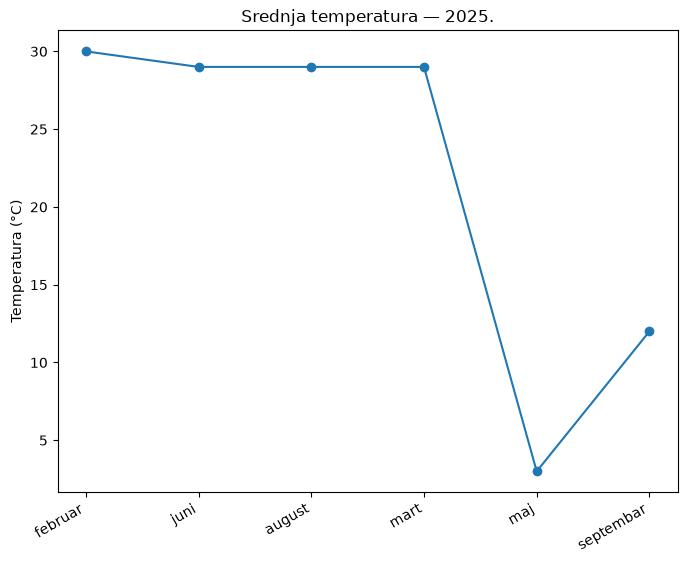 Srednja temperatura — 2025.
Temperatura (°C)
30
25
20
15
10
5
februar
juni
august
mart
maj
septembar